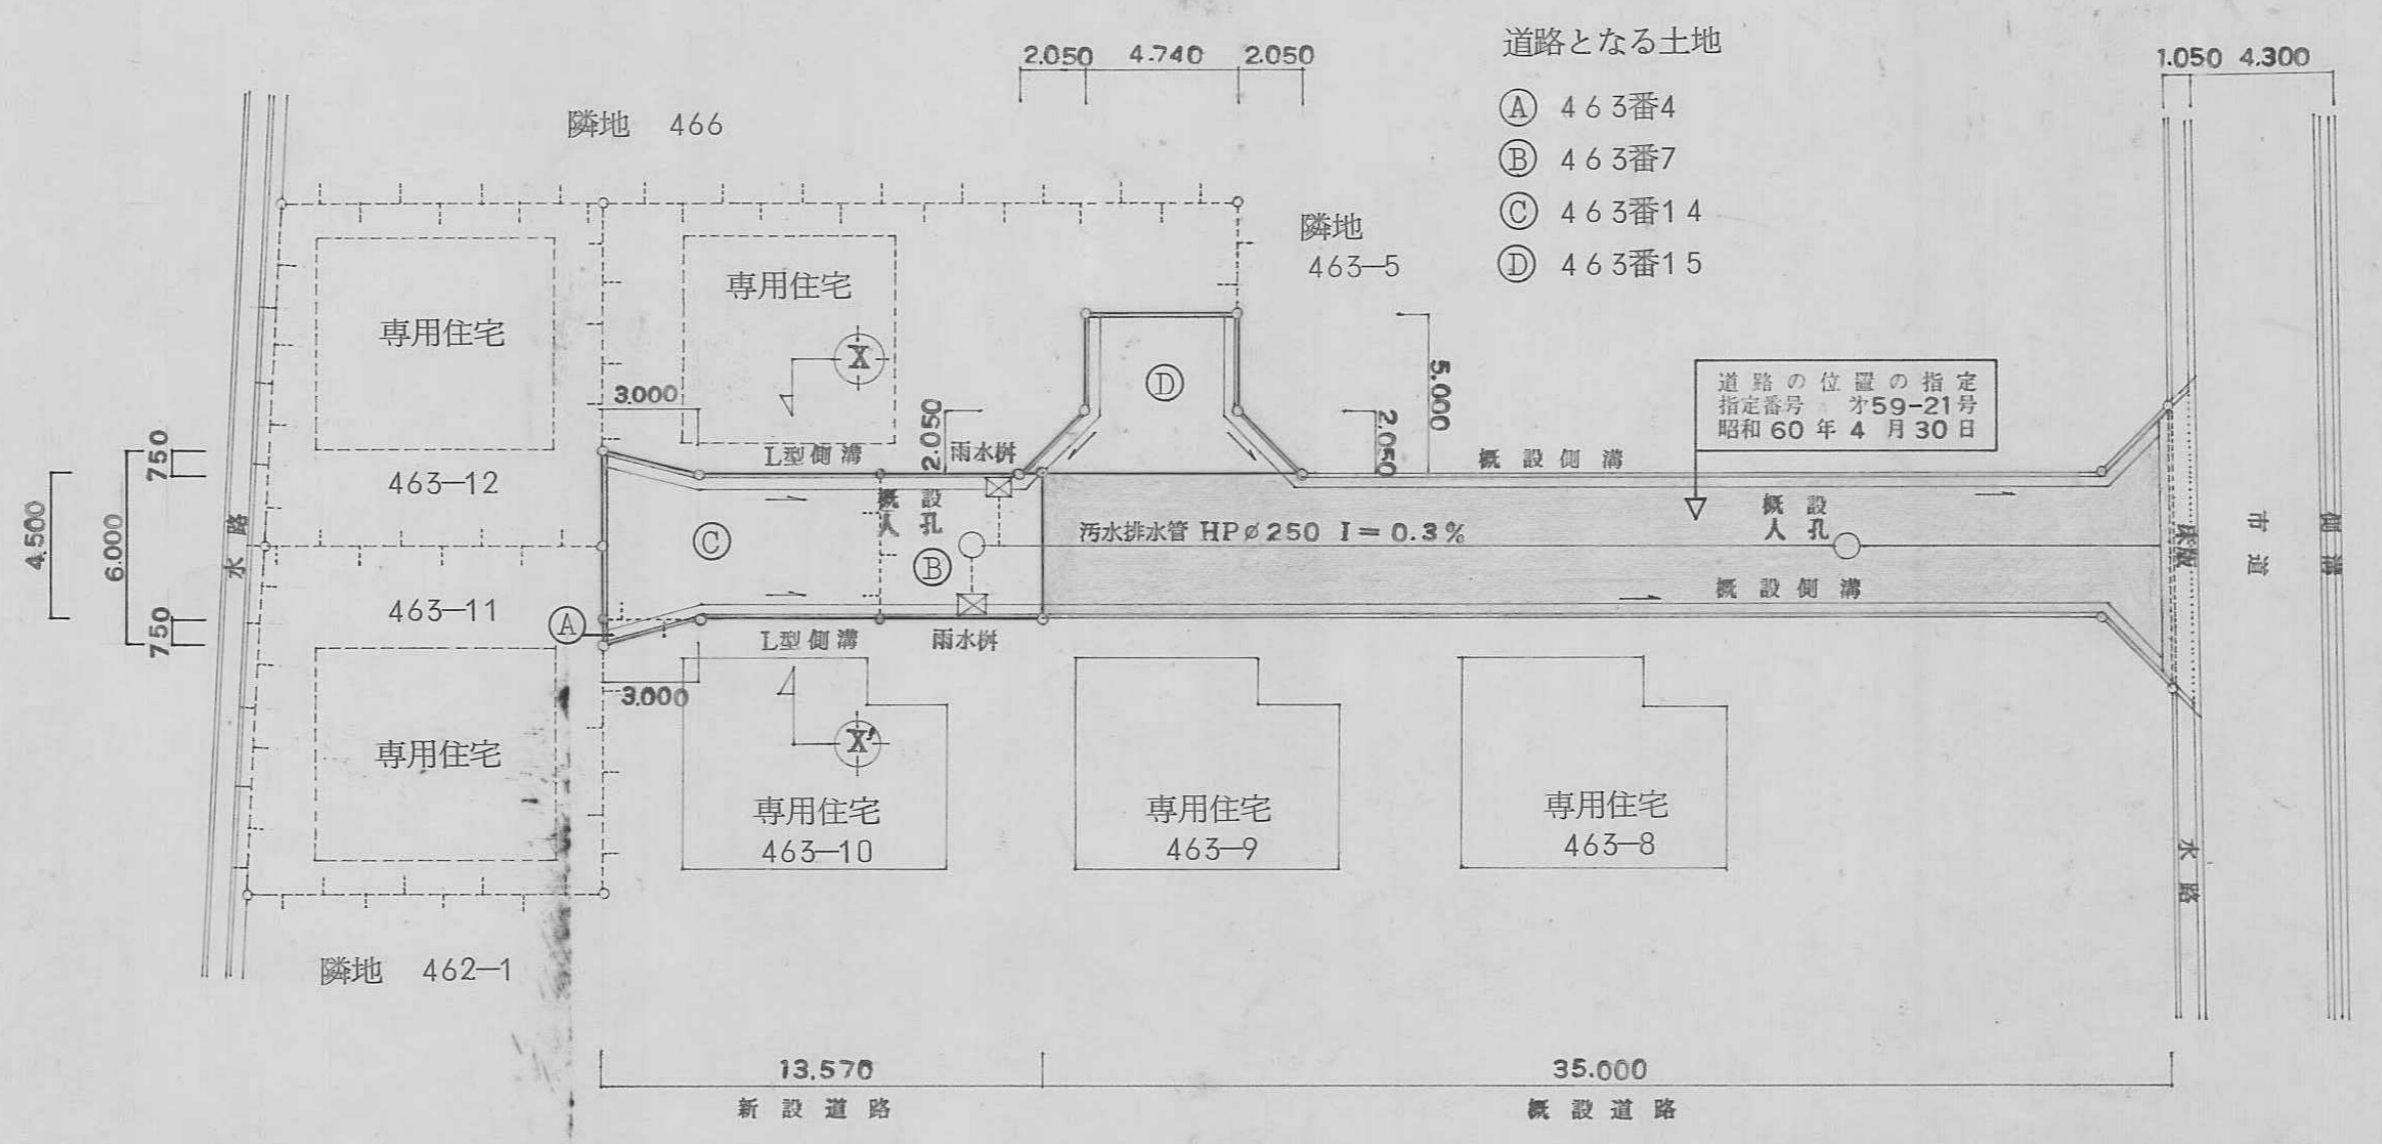 2.050 4.740 2.050
道路となる土地
Ⓐ 463番4
Ⓑ 463番7
Ⓒ 463番14
Ⓓ 463番15
1.050 4.300
隣地 466
隣地
463-5
専用住宅
専用住宅
X
3.000
2.050
D
5.000
2.050
道路の位置の指定
指定番号 㐧59-21号
昭和60年4月30日
L型側溝
雨水桝
概設側溝
750
4.500
6.000
750
水路
463-12
463-11
A
C
概設
人孔
B
汚水排水管 HPø250 I=0.3%
概設
人孔
概設側溝
床版
市道
側溝
L型側溝
雨水桝
3.000
X'
専用住宅
専用住宅
463-10
専用住宅
463-9
専用住宅
463-8
水路
隣地 462-1
13.570
35.000
新設道路
概設道路